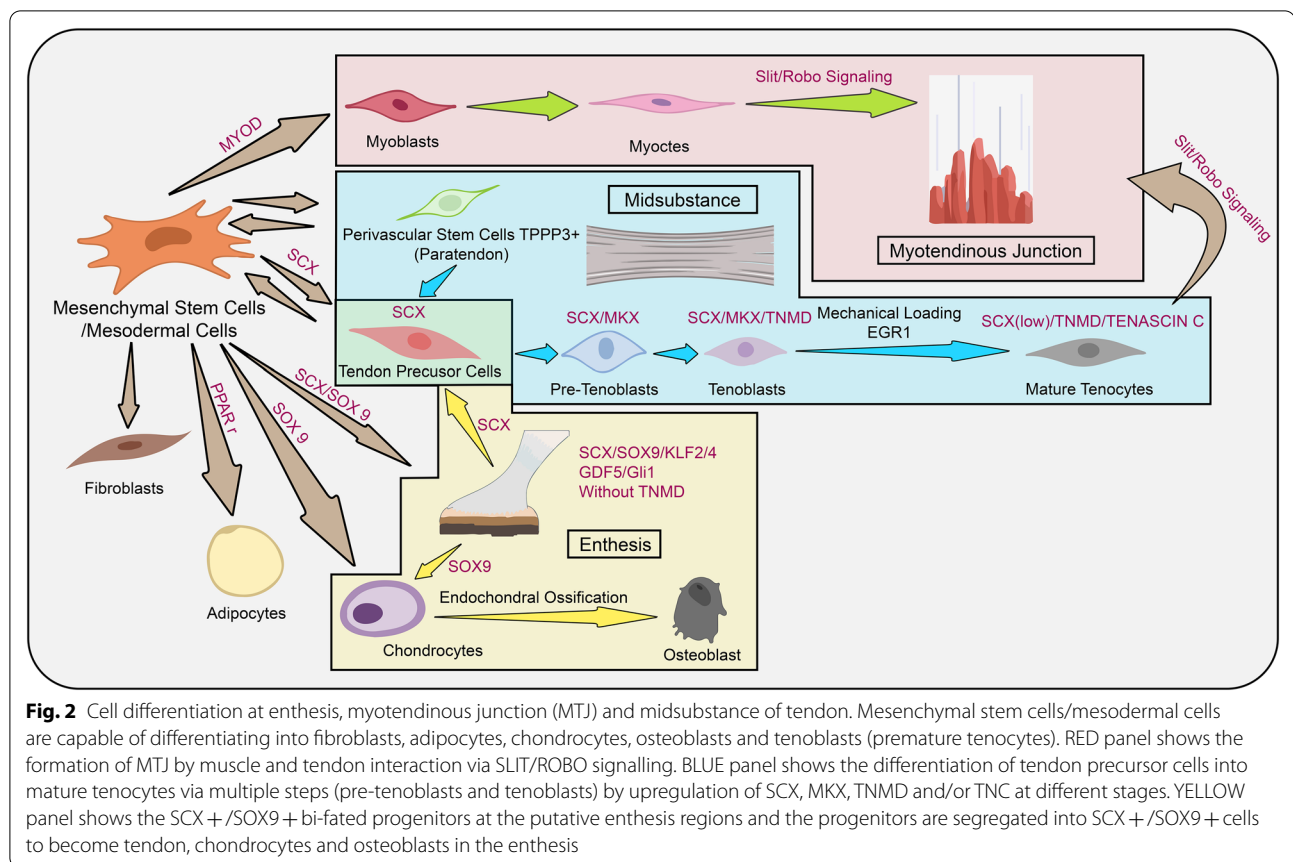 Slit/Robo Signaling
MYOD
Myoblasts
Myoctes
Slit/Robo Signaling
Myotendinous Junction
Midsubstance
Perivascular Stem Cells TPPP3+
(Paratendon)
SCX
Mesenchymal Stem Cells
/Mesodermal Cells
SCX
Tendon Precusor Cells
SCX/MKX
Pre-Tenoblasts
SCX/MKX/TNMD
Tenoblasts
Mechanical Loading
EGR1
SCX(low)/TNMD/TENASCIN C
Mature Tenocytes
SCX/SOX 9
SOX 9
PPAR r
Fibroblasts
Adipocytes
SCX
SCX/SOX9/KLF2/4
GDF5/Gli1
Without TNMD
Enthesis
SOX9
Endochondral Ossification
Chondrocytes
Osteoblast
Fig. 2 Cell differentiation at enthesis, myotendinous junction (MTJ) and midsubstance of tendon. Mesenchymal stem cells/mesodermal cells
are capable of differentiating into fibroblasts, adipocytes, chondrocytes, osteoblasts and tenoblasts (premature tenocytes). RED panel shows the
formation of MTJ by muscle and tendon interaction via SLIT/ROBO signalling. BLUE panel shows the differentiation of tendon precursor cells into
mature tenocytes via multiple steps (pre-tenoblasts and tenoblasts) by upregulation of SCX, MKX, TNMD and/or TNC at different stages. YELLOW
panel shows the SCX+/SOX9+ bi-fated progenitors at the putative enthesis regions and the progenitors are segregated into SCX+/SOX9+ cells
to become tendon, chondrocytes and osteoblasts in the enthesis